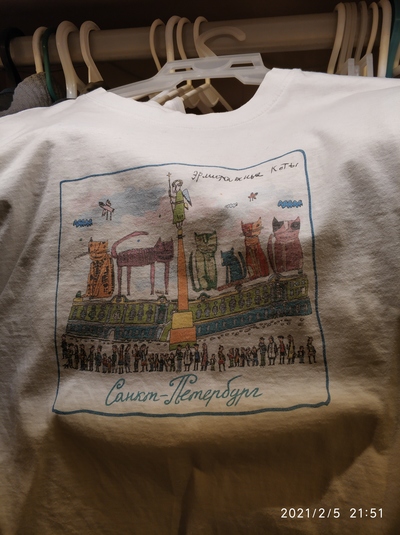 Эрмитажные коты
Санкт-Петербург
2021/2/5 21:51